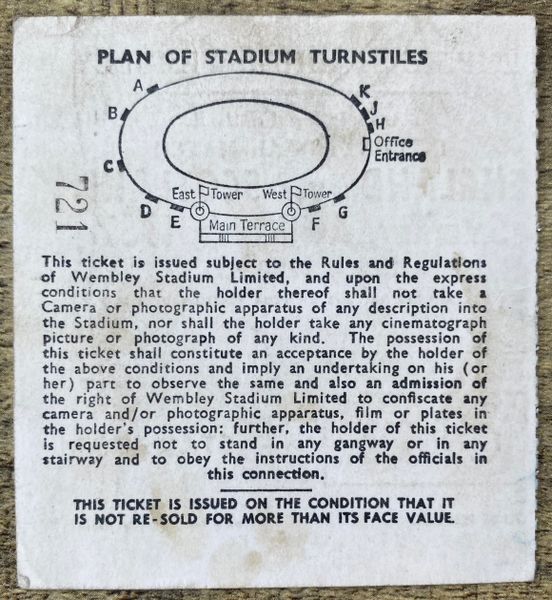 PLAN OF STADIUM TURNSTILES
A
B
C
D
E
F
G
H
J
K
Office
Entrance
East Tower
West Tower
Main Terrace
721
This ticket is issued subject to the Rules and Regulations
of Wembley Stadium Limited, and upon the express
conditions that the holder thereof shall not take a
Camera or photographic apparatus of any description into
the Stadium, nor shall the holder take any cinematograph
picture or photograph of any kind. The possession of
this ticket shall constitute an acceptance by the holder of
the above conditions and imply an undertaking on his (or
her) part to observe the same and also an admission of
the right of Wembley Stadium Limited to confiscate any
camera and/or photographic apparatus, film or plates in
the holder's possession: further, the holder of this ticket
is requested not to stand in any gangway or in any
stairway and to obey the instructions of the officials in
this connection.
THIS TICKET IS ISSUED ON THE CONDITION THAT IT
IS NOT RE-SOLD FOR MORE THAN ITS FACE VALUE.